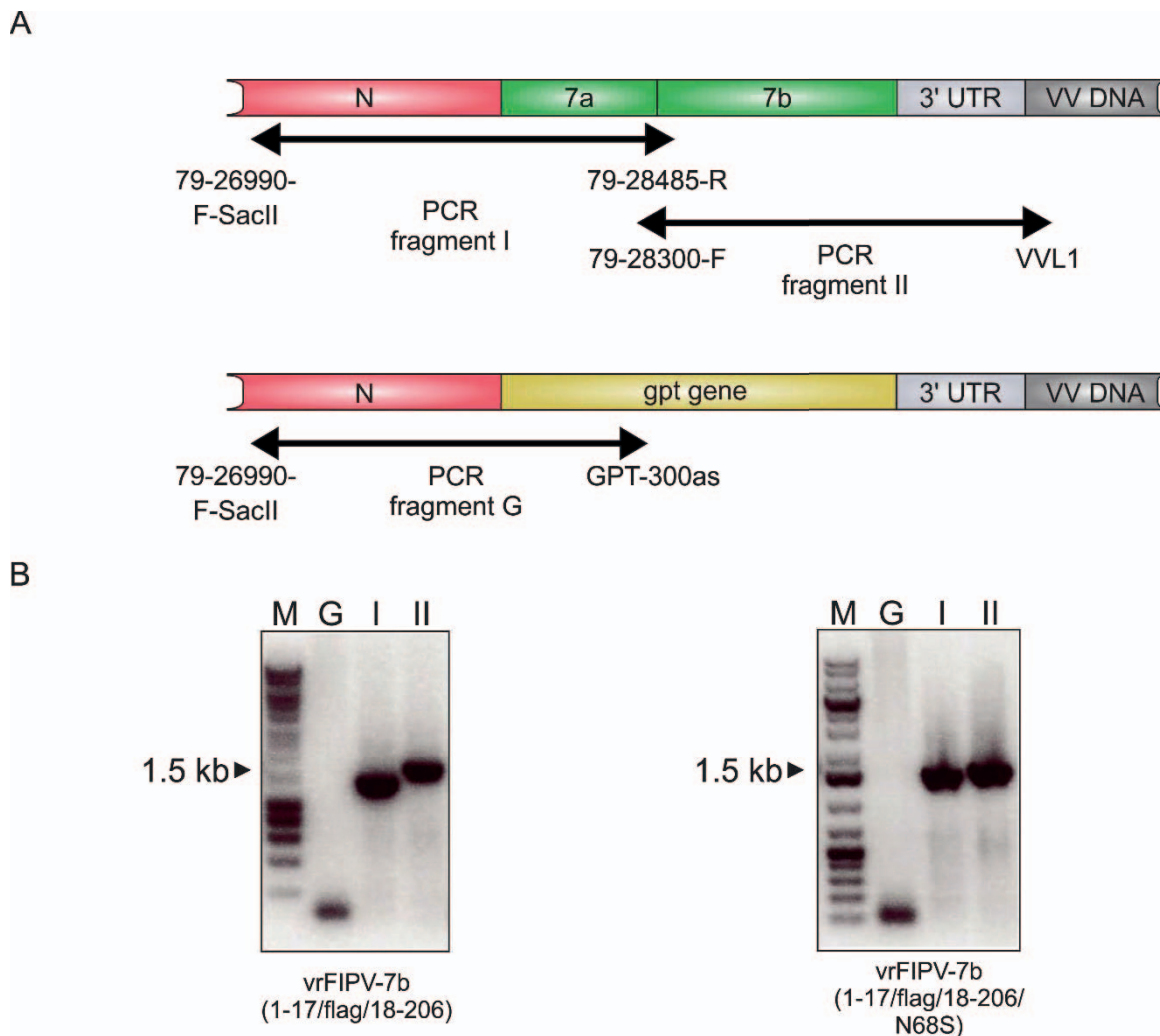 A
N 7a 7b 3' UTR VV DNA
79-26990-
F-SacII
PCR
fragment I
79-28485-R
79-28300-F
PCR
fragment II
VVL1
N gpt gene 3' UTR VV DNA
79-26990-
F-SacII
PCR
fragment G
GPT-300as
B
M G I II
1.5 kb
vrFIPV-7b
(1-17/flag/18-206)
M G I II
1.5 kb
vrFIPV-7b
(1-17/flag/18-206/
N68S)